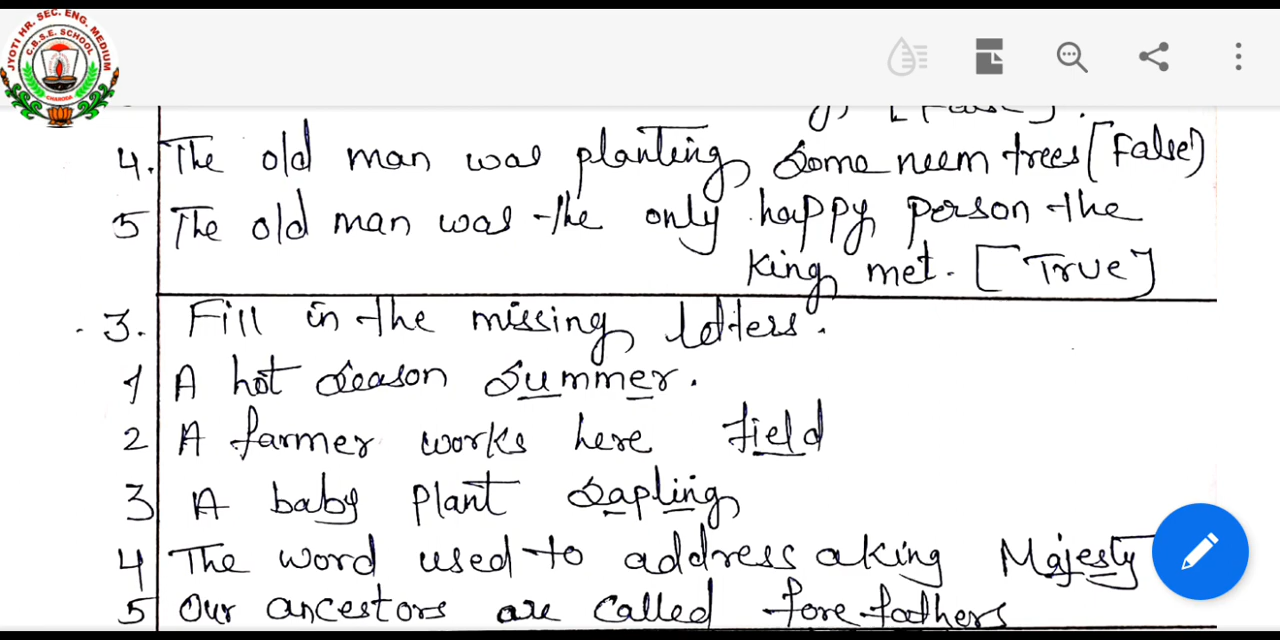 JYOTI HR. SEC. ENG. MEDIUM
C.B.S.E. SCHOOL
CHARODA
4. The old man was planting some neem trees [False]
5 The old man was the only happy person the
king met. [True]
3. Fill in the missing letters.
1 A hot season Summer.
2 A farmer works here field
3 A baby plant sapling
4 The word used to address a king Majesty
5 Our ancestors are called forefathers